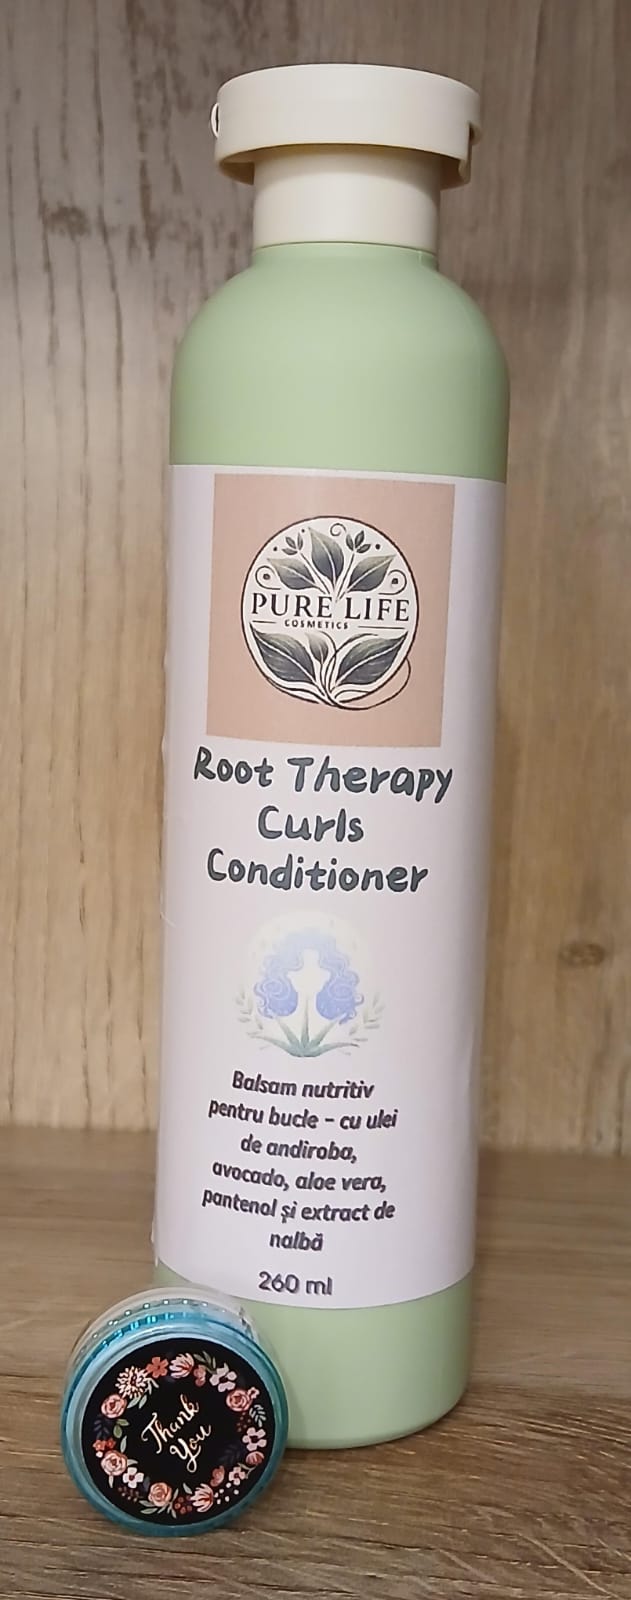 PURE LIFE
COSMETICS
Root Therapy
Curls
Conditioner
Balsam nutritiv
pentru bucle – cu ulei
de andiroba,
avocado, aloe vera,
pantenol și extract de
nalbă
260 ml
Thank
You